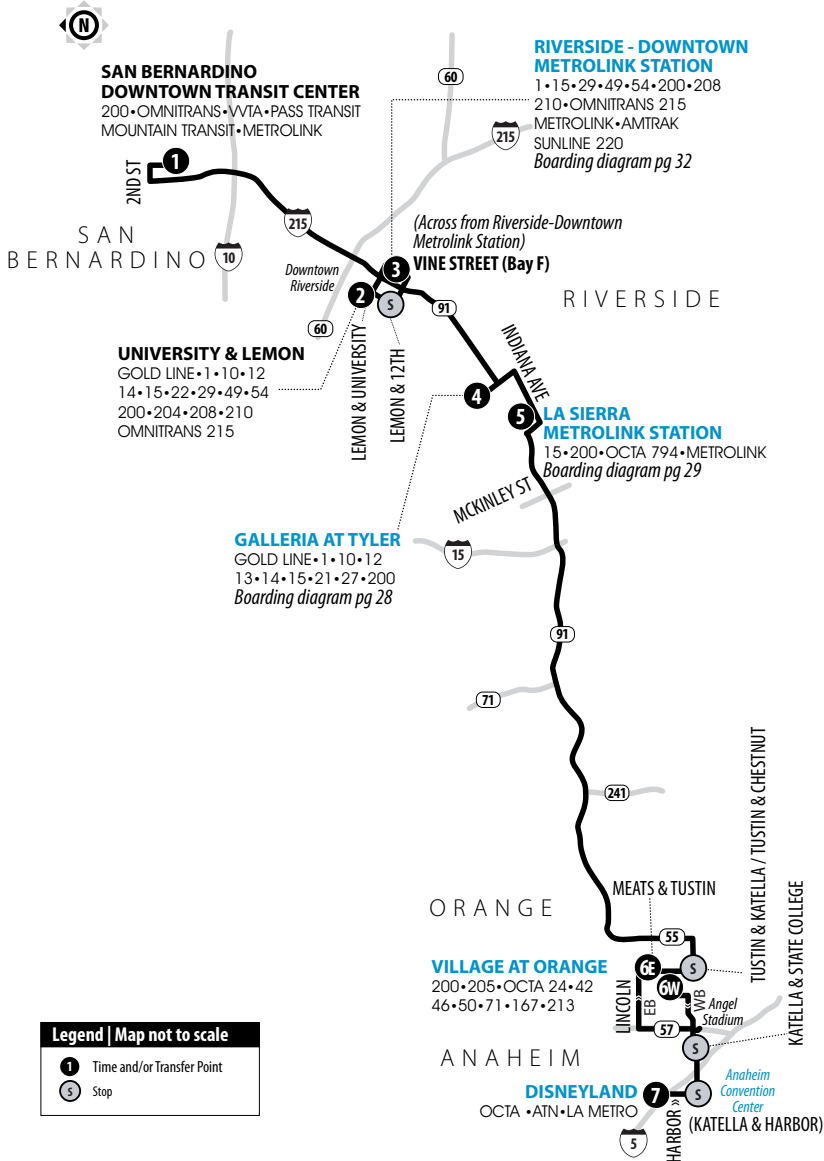 N
SAN BERNARDINO
DOWNTOWN TRANSIT CENTER
200•OMNITRANS•VVTA•PASS TRANSIT
MOUNTAIN TRANSIT•METROLINK
RIVERSIDE - DOWNTOWN
METROLINK STATION
1•15•29•49•54•200•208
210•OMNITRANS 215
METROLINK•AMTRAK
SUNLINE 220
Boarding diagram pg 32
60
215
1
2ND ST
215
SAN
BERNARDINO
10
(Across from Riverside-Downtown
Metrolink Station)
VINE STREET (Bay F)
Downtown
Riverside
3
2
S
91
RIVERSIDE
60
LEMON & UNIVERSITY
LEMON & 12TH
UNIVERSITY & LEMON
GOLD LINE•1•10•12
14•15•22•29•49•54
200•204•208•210
OMNITRANS 215
INDIANA AVE
4
5
LA SIERRA
METROLINK STATION
15•200•OCTA 794•METROLINK
Boarding diagram pg 29
MCKINLEY ST
GALLERIA AT TYLER
GOLD LINE•1•10•12
13•14•15•21•27•200
Boarding diagram pg 28
15
91
71
241
TUSTIN & KATELLA / TUSTIN & CHESTNUT
MEATS & TUSTIN
ORANGE
KATELLA & STATE COLLEGE
55
VILLAGE AT ORANGE
200•205•OCTA 24•42
46•50•71•167•213
6E
S
6W
LINCOLN
EB
WB
Angel
Stadium
57
S
ANAHEIM
DISNEYLAND
OCTA •ATN•LA METRO
7
S
Anaheim
Convention
Center
(KATELLA & HARBOR)
HARBOR
5
Legend | Map not to scale
1 Time and/or Transfer Point
S Stop